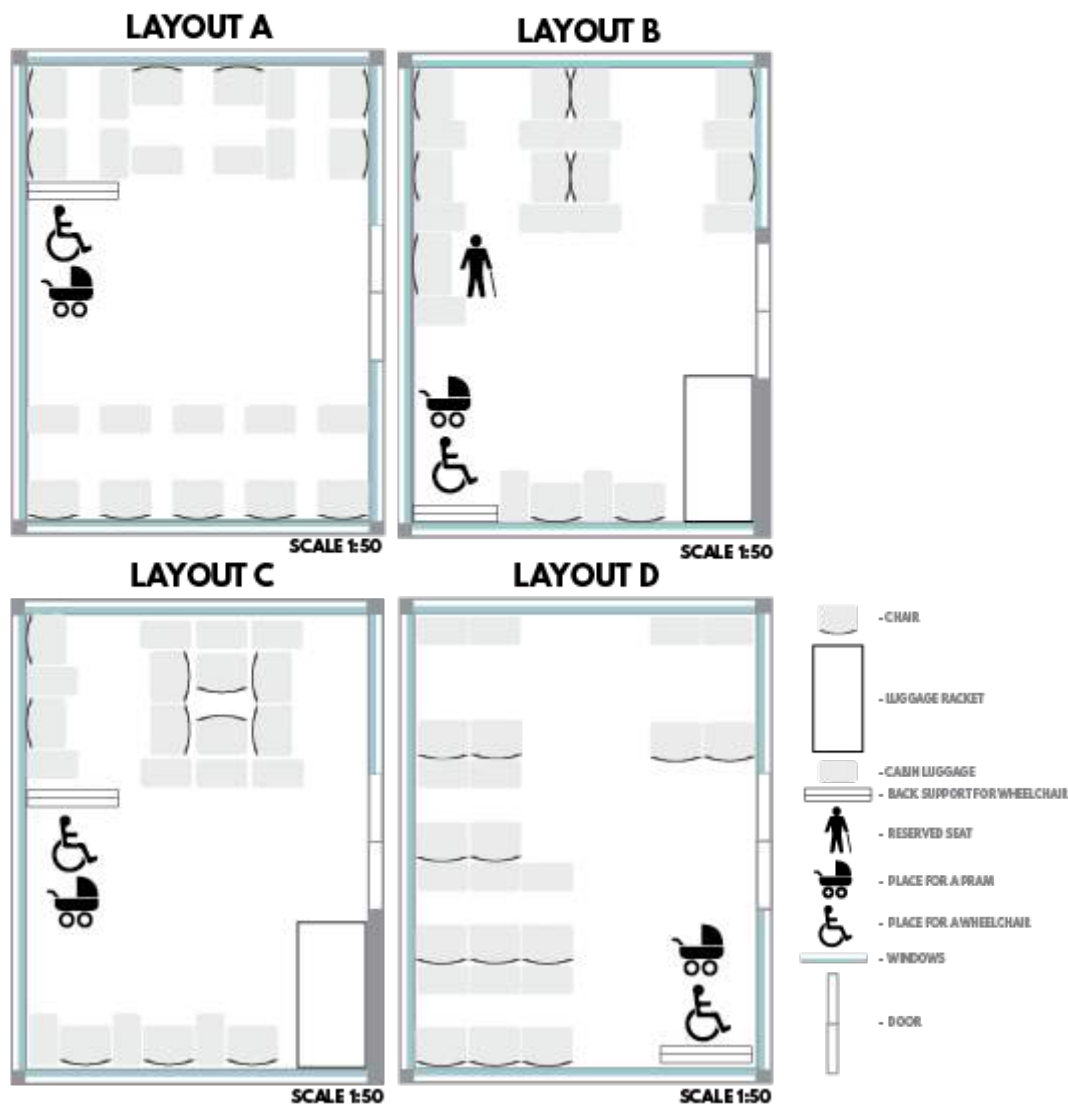 LAYOUT A
LAYOUT B
SCALE 1:50
SCALE 1:50
LAYOUT C
LAYOUT D
- CHAIR
- LUGGAGE RACKET
- CABIN LUGGAGE
- BACK SUPPORT FOR WHEELCHAIR
- RESERVED SEAT
- PLACE FOR A PRAM
- PLACE FOR A WHEELCHAIR
- WINDOWS
- DOOR
SCALE 1:50
SCALE 1:50